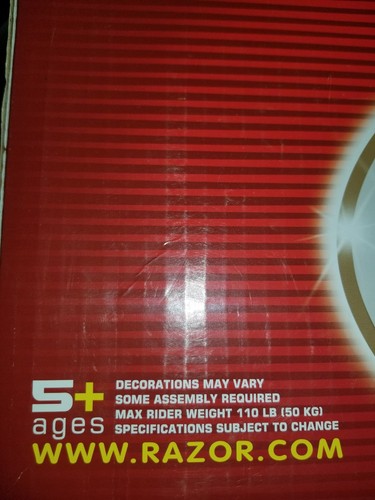 5+
ages
DECORATIONS MAY VARY
SOME ASSEMBLY REQUIRED
MAX RIDER WEIGHT 110 LB (50 KG)
SPECIFICATIONS SUBJECT TO CHANGE
WWW.RAZOR.COM